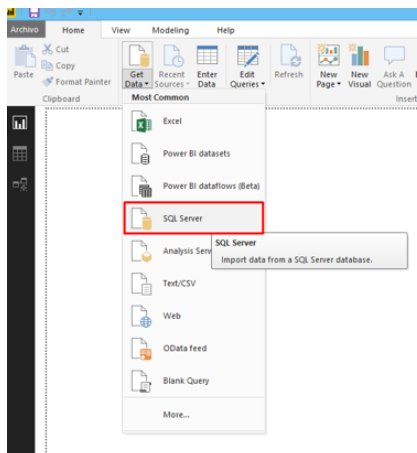 Archivo Home View Modeling Help
Cut
Copy
Format Painter
Paste
Get Data
Recent Sources
Enter Data
Edit Queries
Refresh
New Page
New Visual
Ask A Question
Clipboard
Insert
Most Common
Excel
Power BI datasets
Power BI dataflows (Beta)
SQL Server
SQL Server
Import data from a SQL Server database.
Analysis Serv
Text/CSV
Web
OData feed
Blank Query
More...